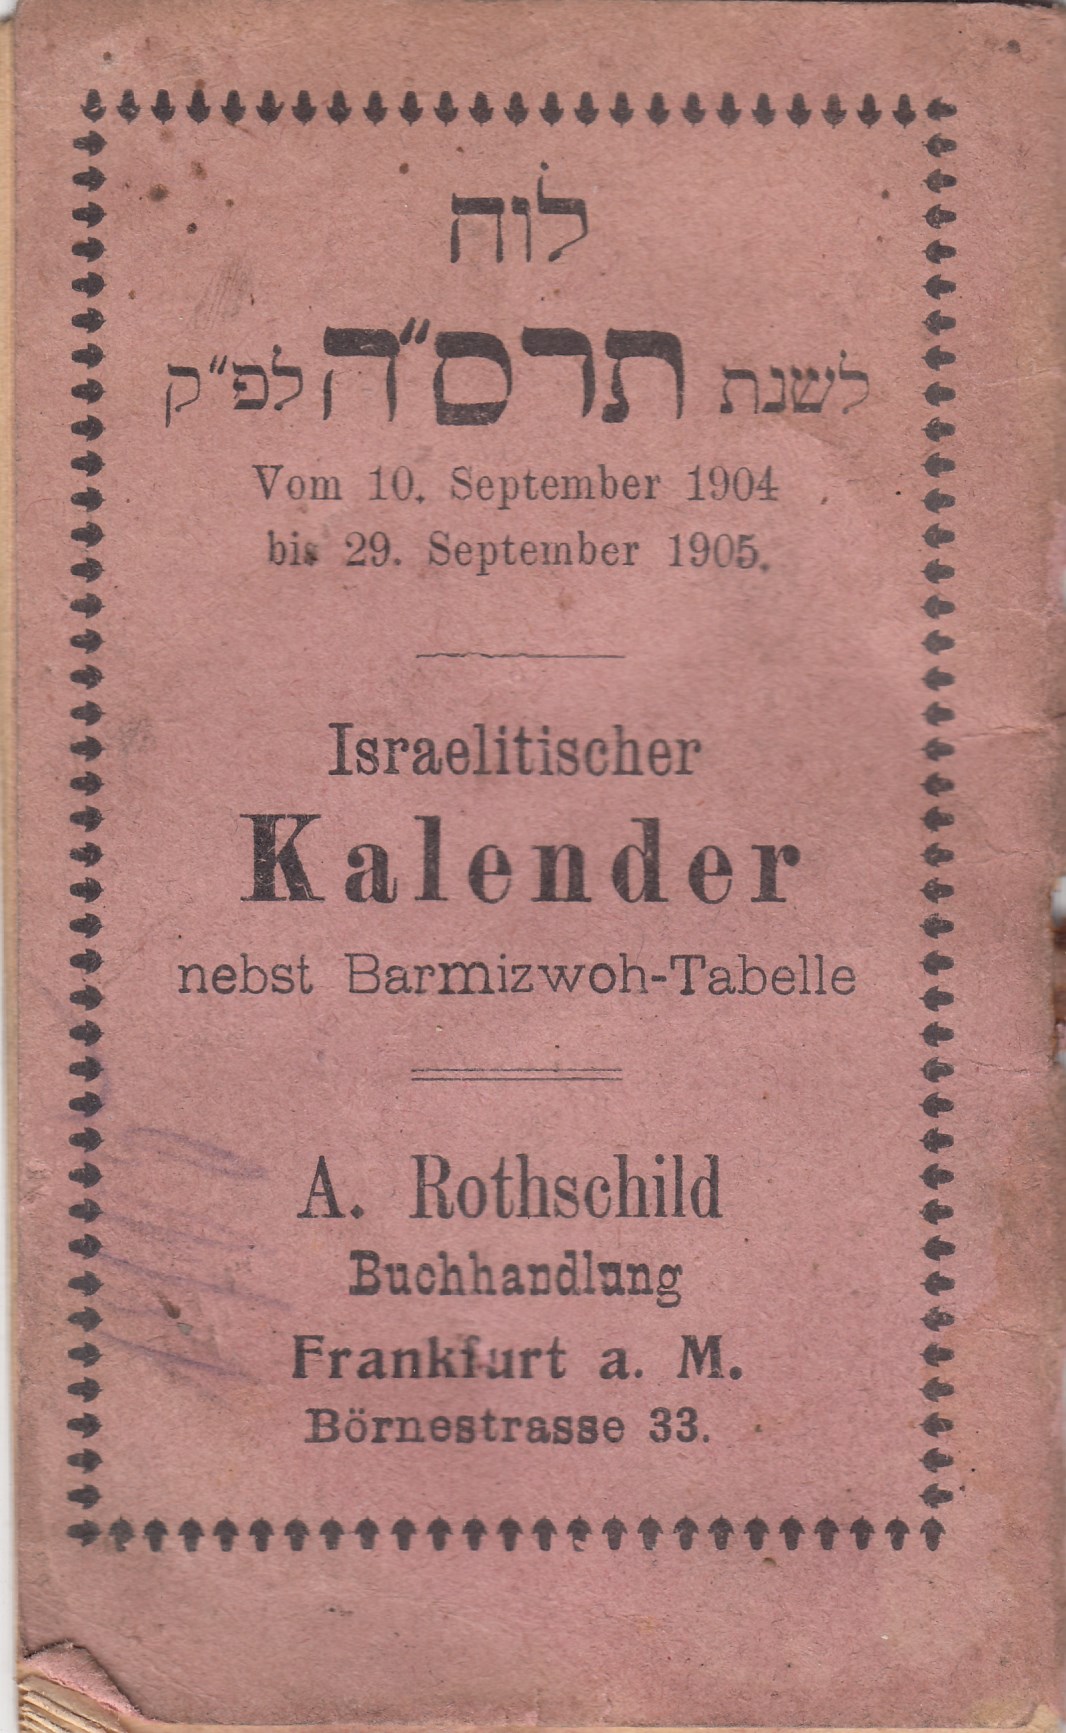 לוח
לשנת תרס״ה לפ״ק
Vom 10. September 1904
bis 29. September 1905.
Israelitischer
Kalender
nebst Barmizwoh-Tabelle
A. Rothschild
Buchhandlung
Frankfurt a. M.
Börnestrasse 33.